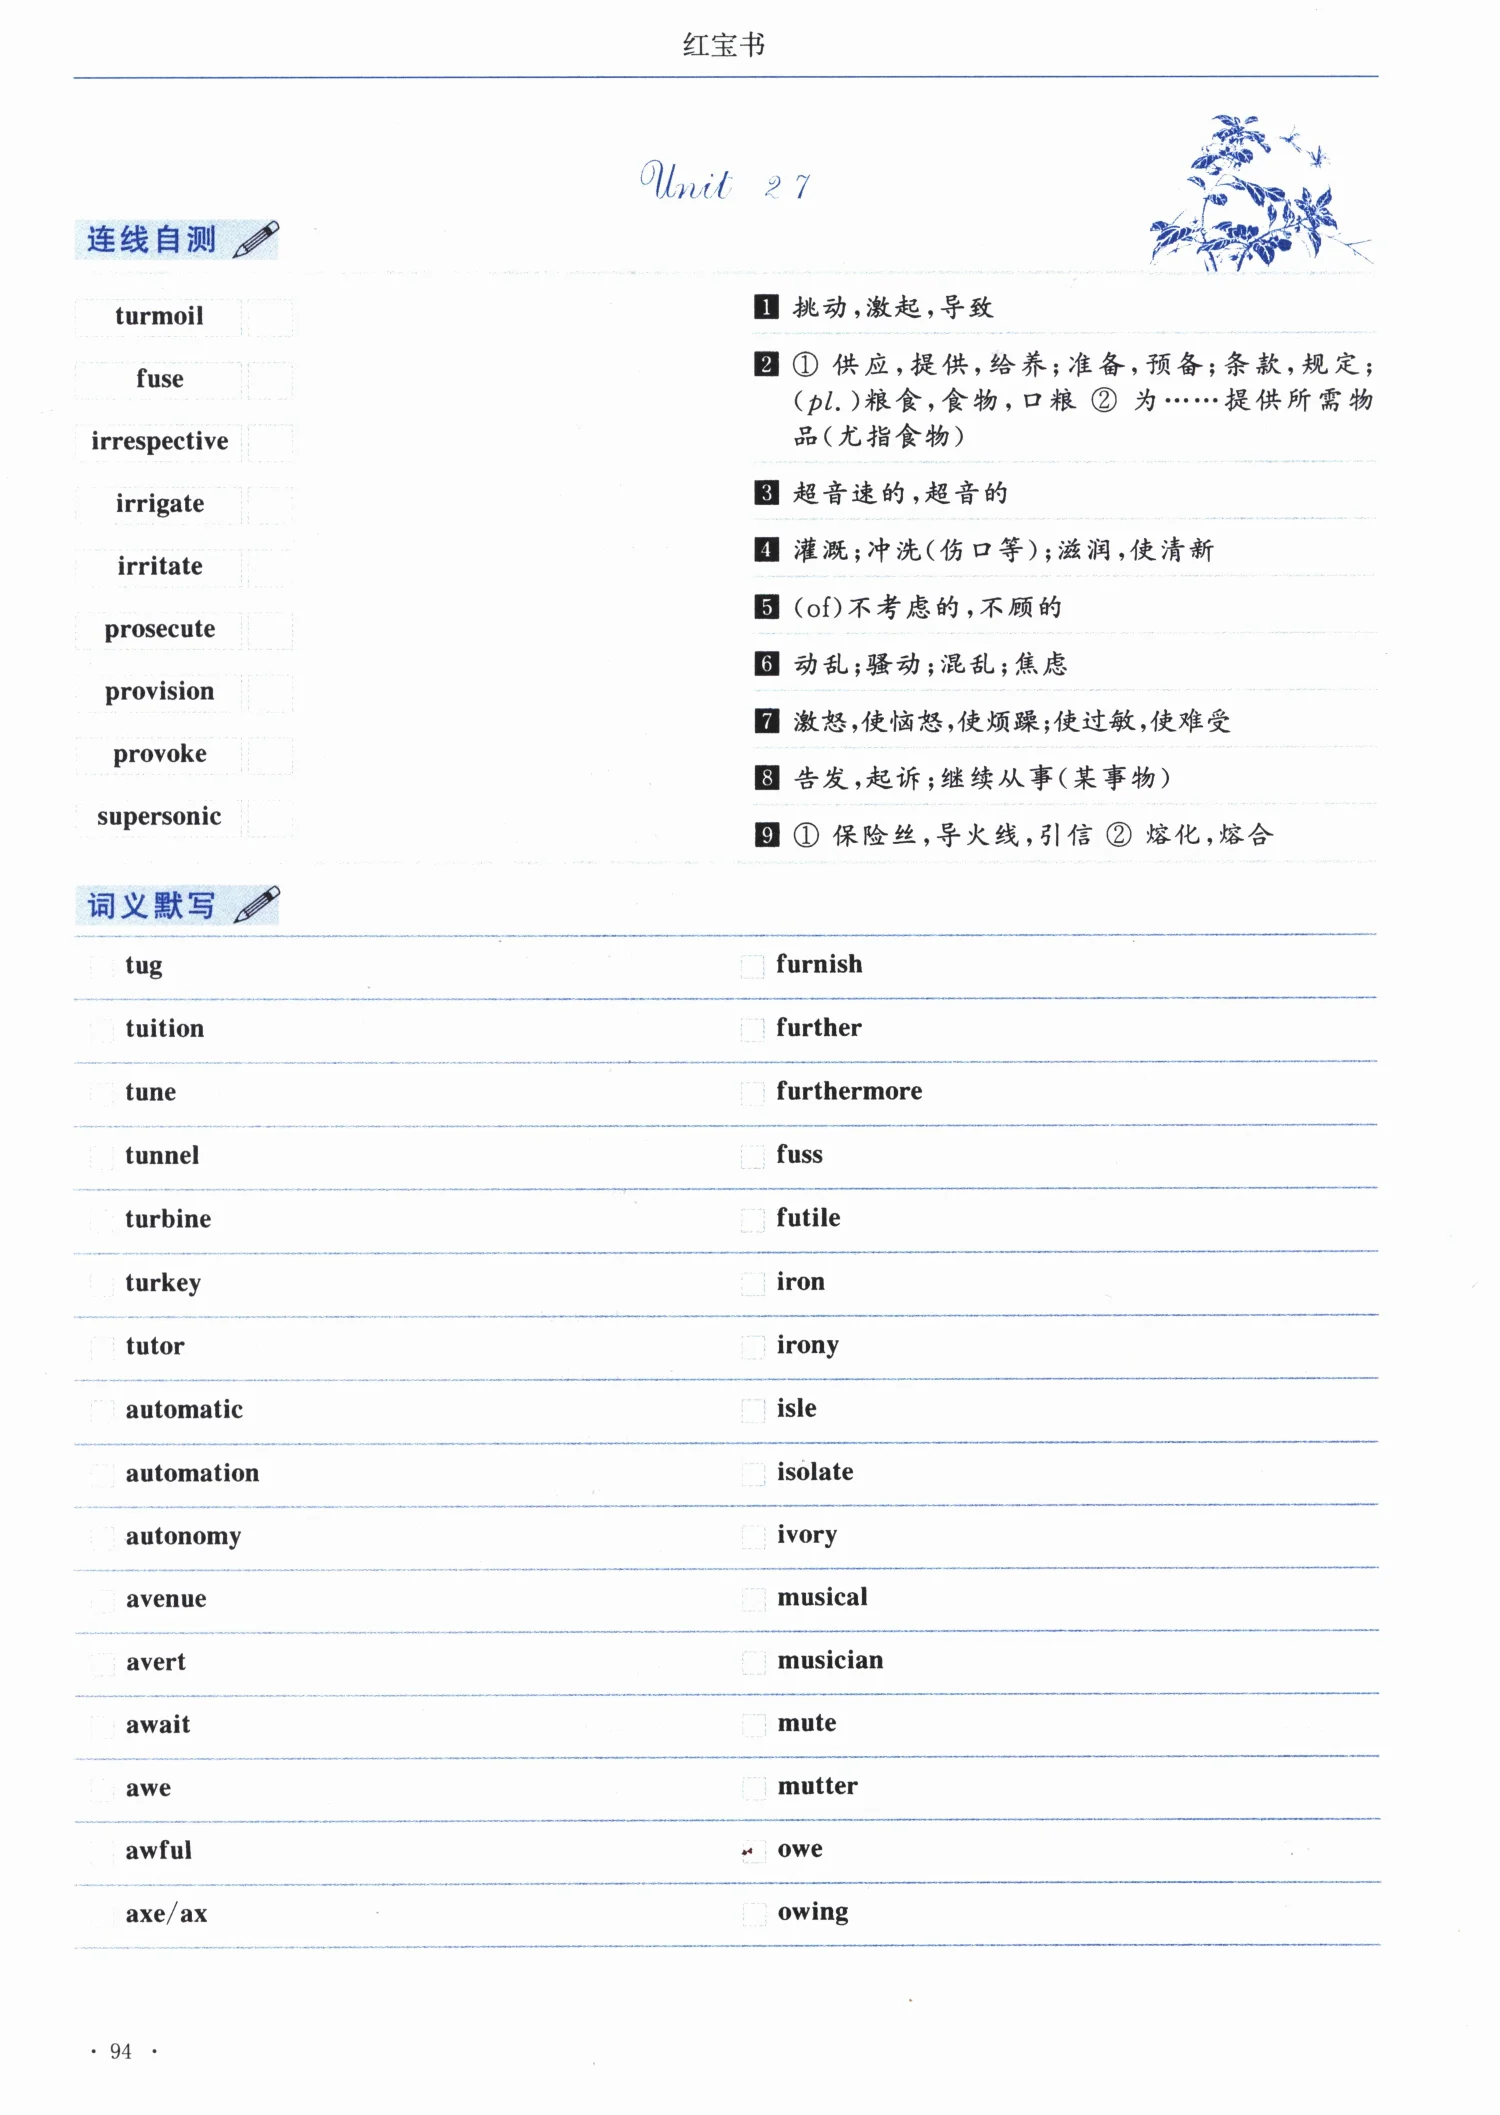 红宝书
Unit 27
连线自测
turmoil
fuse
irrespective
irrigate
irritate
prosecute
provision
provoke
supersonic
1 挑动,激起,导致
2 ① 供应,提供,给养;准备,预备;条款,规定;
(pl.)粮食,食物,口粮 ② 为……提供所需物
品(尤指食物)
3 超音速的,超音的
4 灌溉;冲洗(伤口等);滋润,使清新
5 (of)不考虑的,不顾的
6 动乱;骚动;混乱;焦虑
7 激怒,使恼怒,使烦躁;使过敏,使难受
8 告发,起诉;继续从事(某事物)
9 ① 保险丝,导火线,引信 ② 熔化,熔合
词义默写
tug
tuition
tune
tunnel
turbine
turkey
tutor
automatic
automation
autonomy
avenue
avert
await
awe
awful
axe/ax
furnish
further
furthermore
fuss
futile
iron
irony
isle
isolate
ivory
musical
musician
mute
mutter
owe
owing
· 94 ·